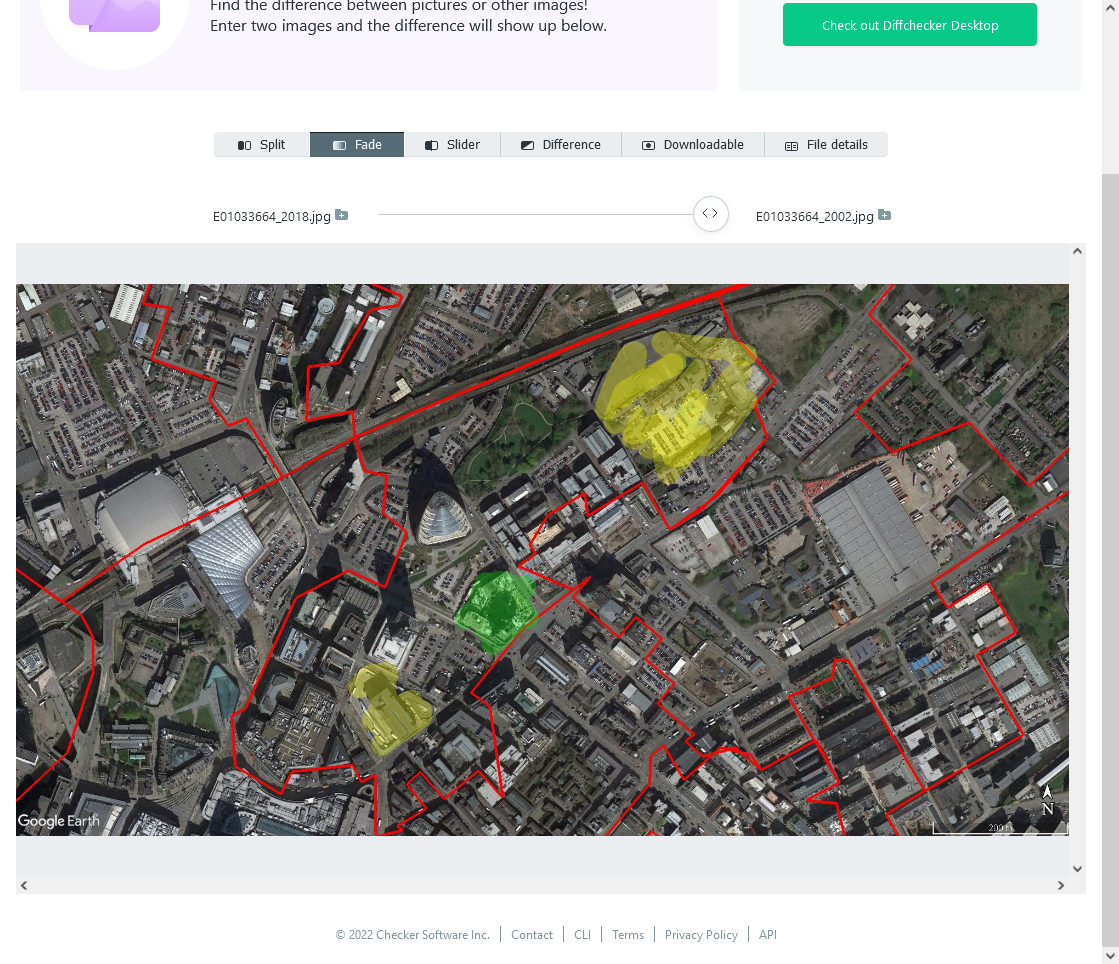 Find the difference between pictures or other images!
Enter two images and the difference will show up below.
Check out Diffchecker Desktop
Split
Fade
Slider
Difference
Downloadable
File details
E01033664_2018.jpg
E01033664_2002.jpg
Google Earth
N
200 m
© 2022 Checker Software Inc.
Contact
CLI
Terms
Privacy Policy
API